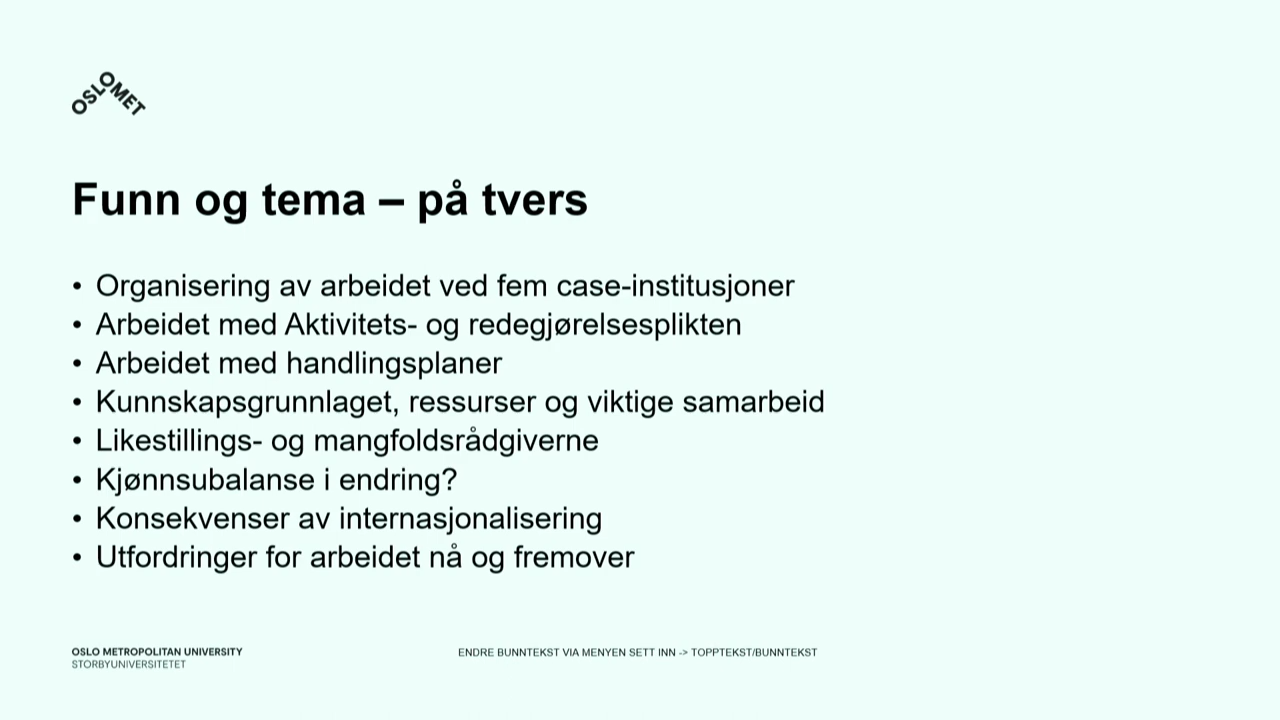 OSLOMET
Funn og tema – på tvers
• Organisering av arbeidet ved fem case-institusjoner
• Arbeidet med Aktivitets- og redegjørelsesplikten
• Arbeidet med handlingsplaner
• Kunnskapsgrunnlaget, ressurser og viktige samarbeid
• Likestillings- og mangfoldsrådgiverne
• Kjønnsubalanse i endring?
• Konsekvenser av internasjonalisering
• Utfordringer for arbeidet nå og fremover
OSLO METROPOLITAN UNIVERSITY
STORBYUNIVERSITETET
ENDRE BUNNTEKST VIA MENYEN SETT INN -> TOPPTEKST/BUNNTEKST